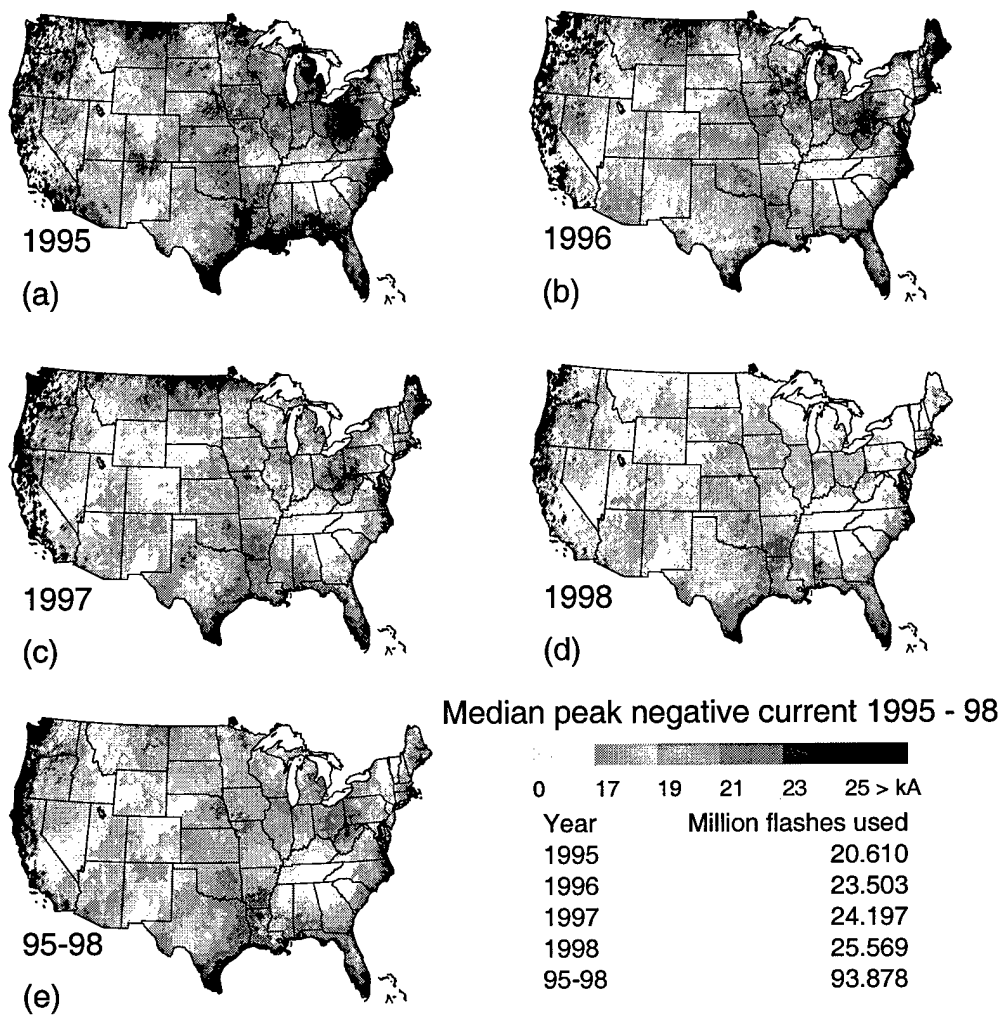 1995
(a)
1996
(b)
1997
(c)
1998
(d)
95-98
(e)
Median peak negative current 1995 - 98
0 17 19 21 23 25 > kA
Year Million flashes used
1995 20.610
1996 23.503
1997 24.197
1998 25.569
95-98 93.878